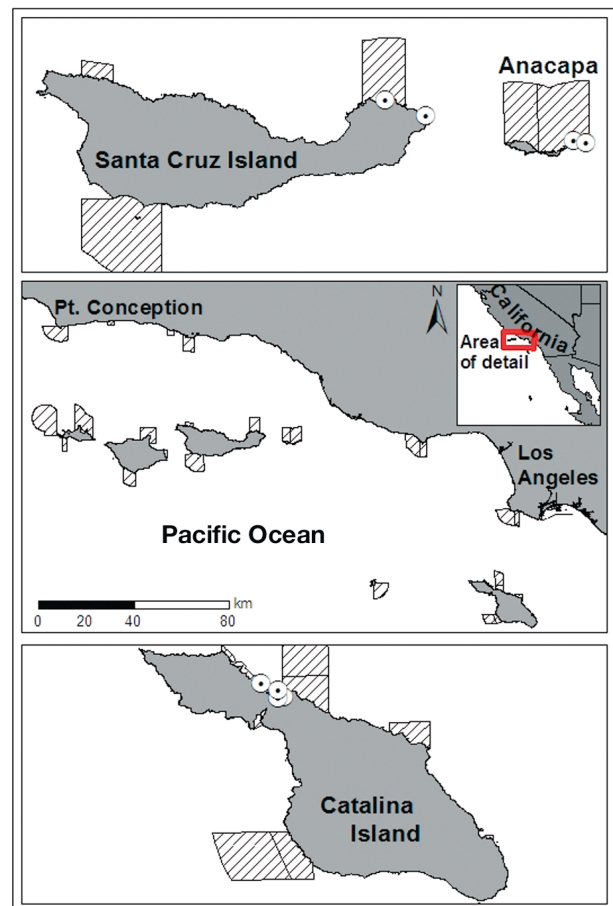 Anacapa
Santa Cruz Island
Pt. Conception
N
California
Area
of detail
Los
Angeles
Pacific Ocean
km
0 20 40 80
Catalina
Island